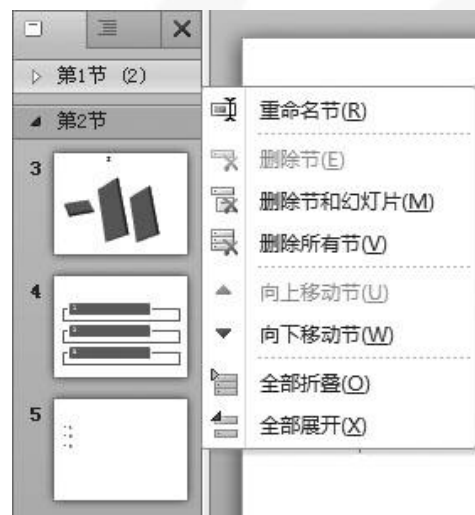 第1节 (2)
第2节
3
4
5
重命名节(R)
删除节(E)
删除节和幻灯片(M)
删除所有节(V)
向上移动节(U)
向下移动节(W)
全部折叠(O)
全部展开(X)